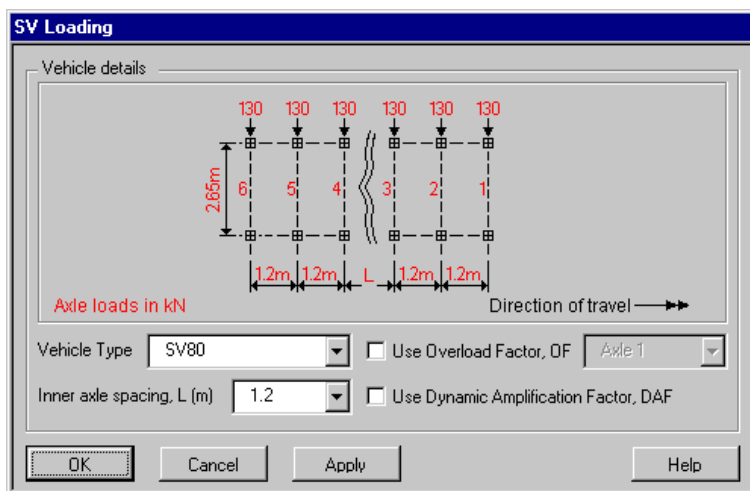 SV Loading
Vehicle details
130 130 130 130 130 130
2.65m
6 5 4 3 2 1
1.2m 1.2m L 1.2m 1.2m
Axle loads in kN
Direction of travel
Vehicle Type SV80 Use Overload Factor, OF Axle 1
Inner axle spacing, L (m) 1.2 Use Dynamic Amplification Factor, DAF
OK Cancel Apply Help